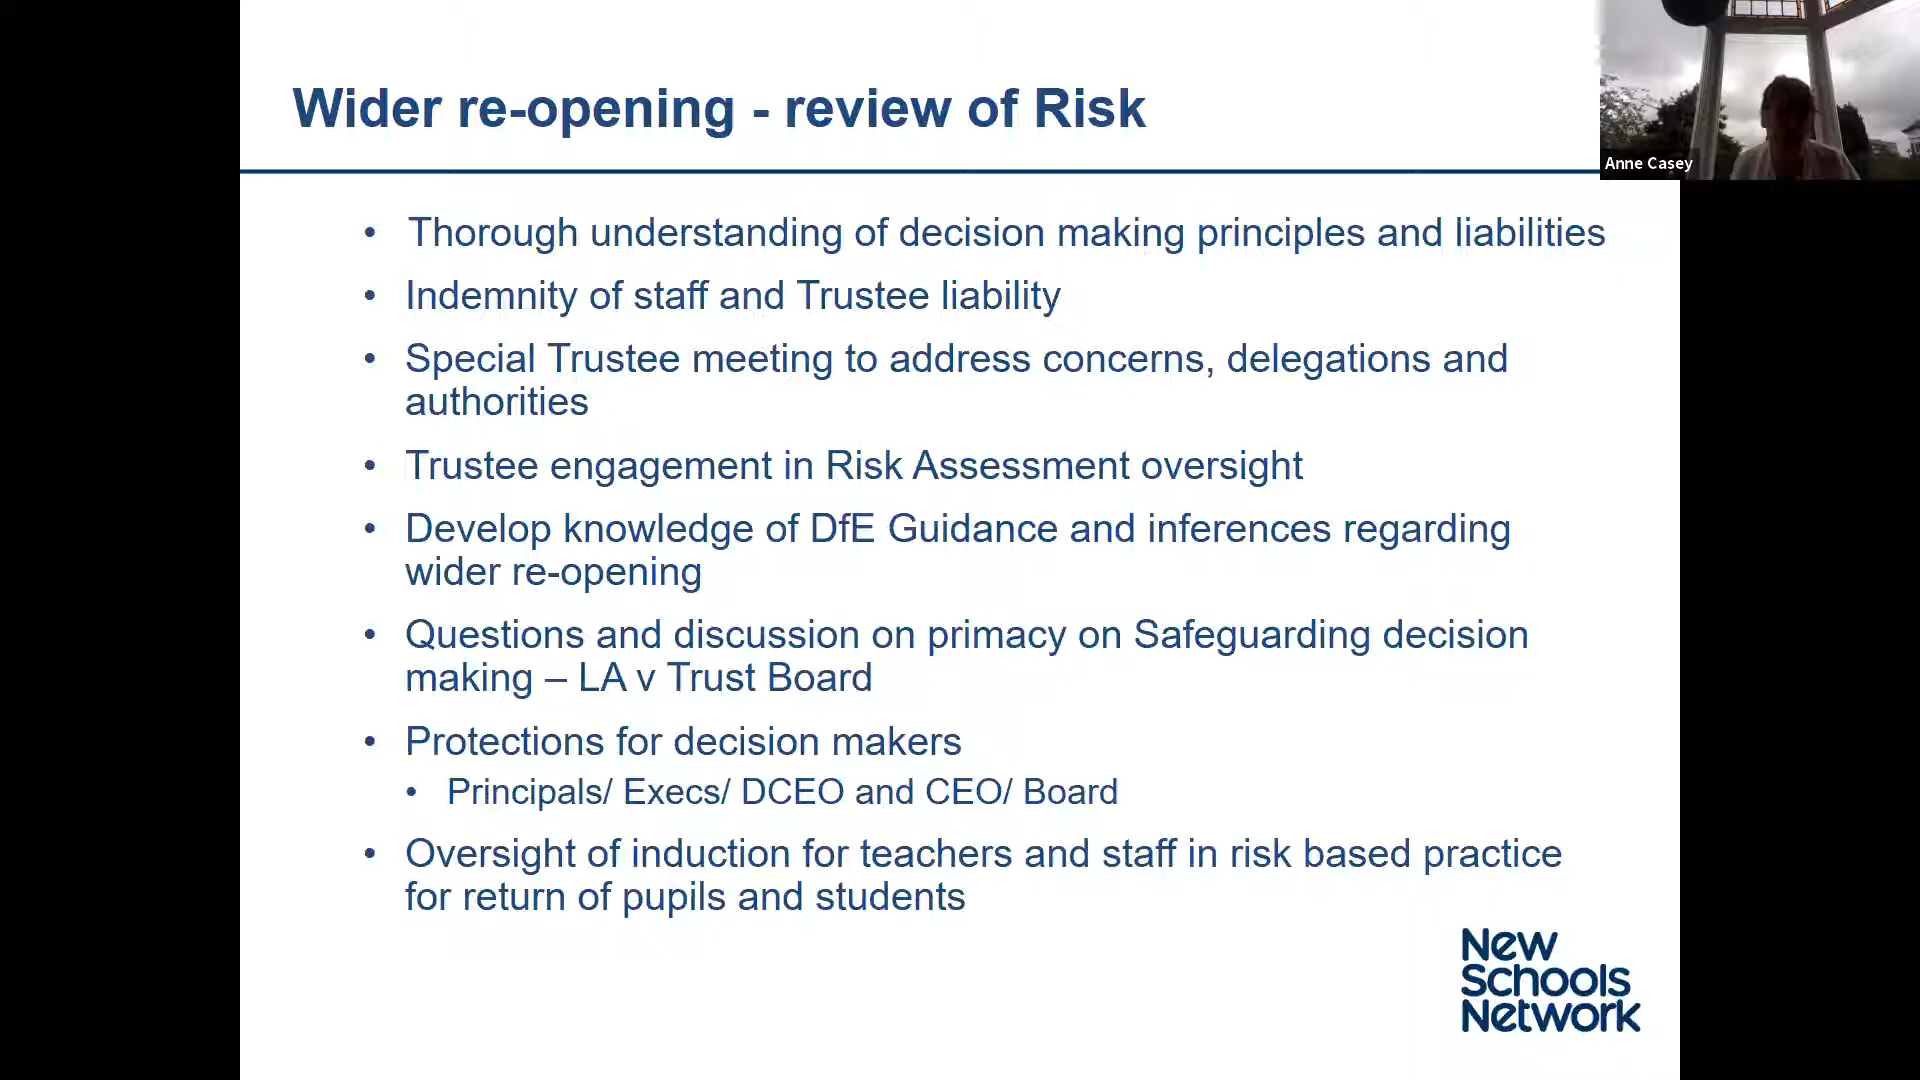 Wider re-opening - review of Risk
Anne Casey
• Thorough understanding of decision making principles and liabilities
• Indemnity of staff and Trustee liability
• Special Trustee meeting to address concerns, delegations and
authorities
• Trustee engagement in Risk Assessment oversight
• Develop knowledge of DfE Guidance and inferences regarding
wider re-opening
• Questions and discussion on primacy on Safeguarding decision
making – LA v Trust Board
• Protections for decision makers
• Principals/ Execs/ DCEO and CEO/ Board
• Oversight of induction for teachers and staff in risk based practice
for return of pupils and students
New
Schools
Network